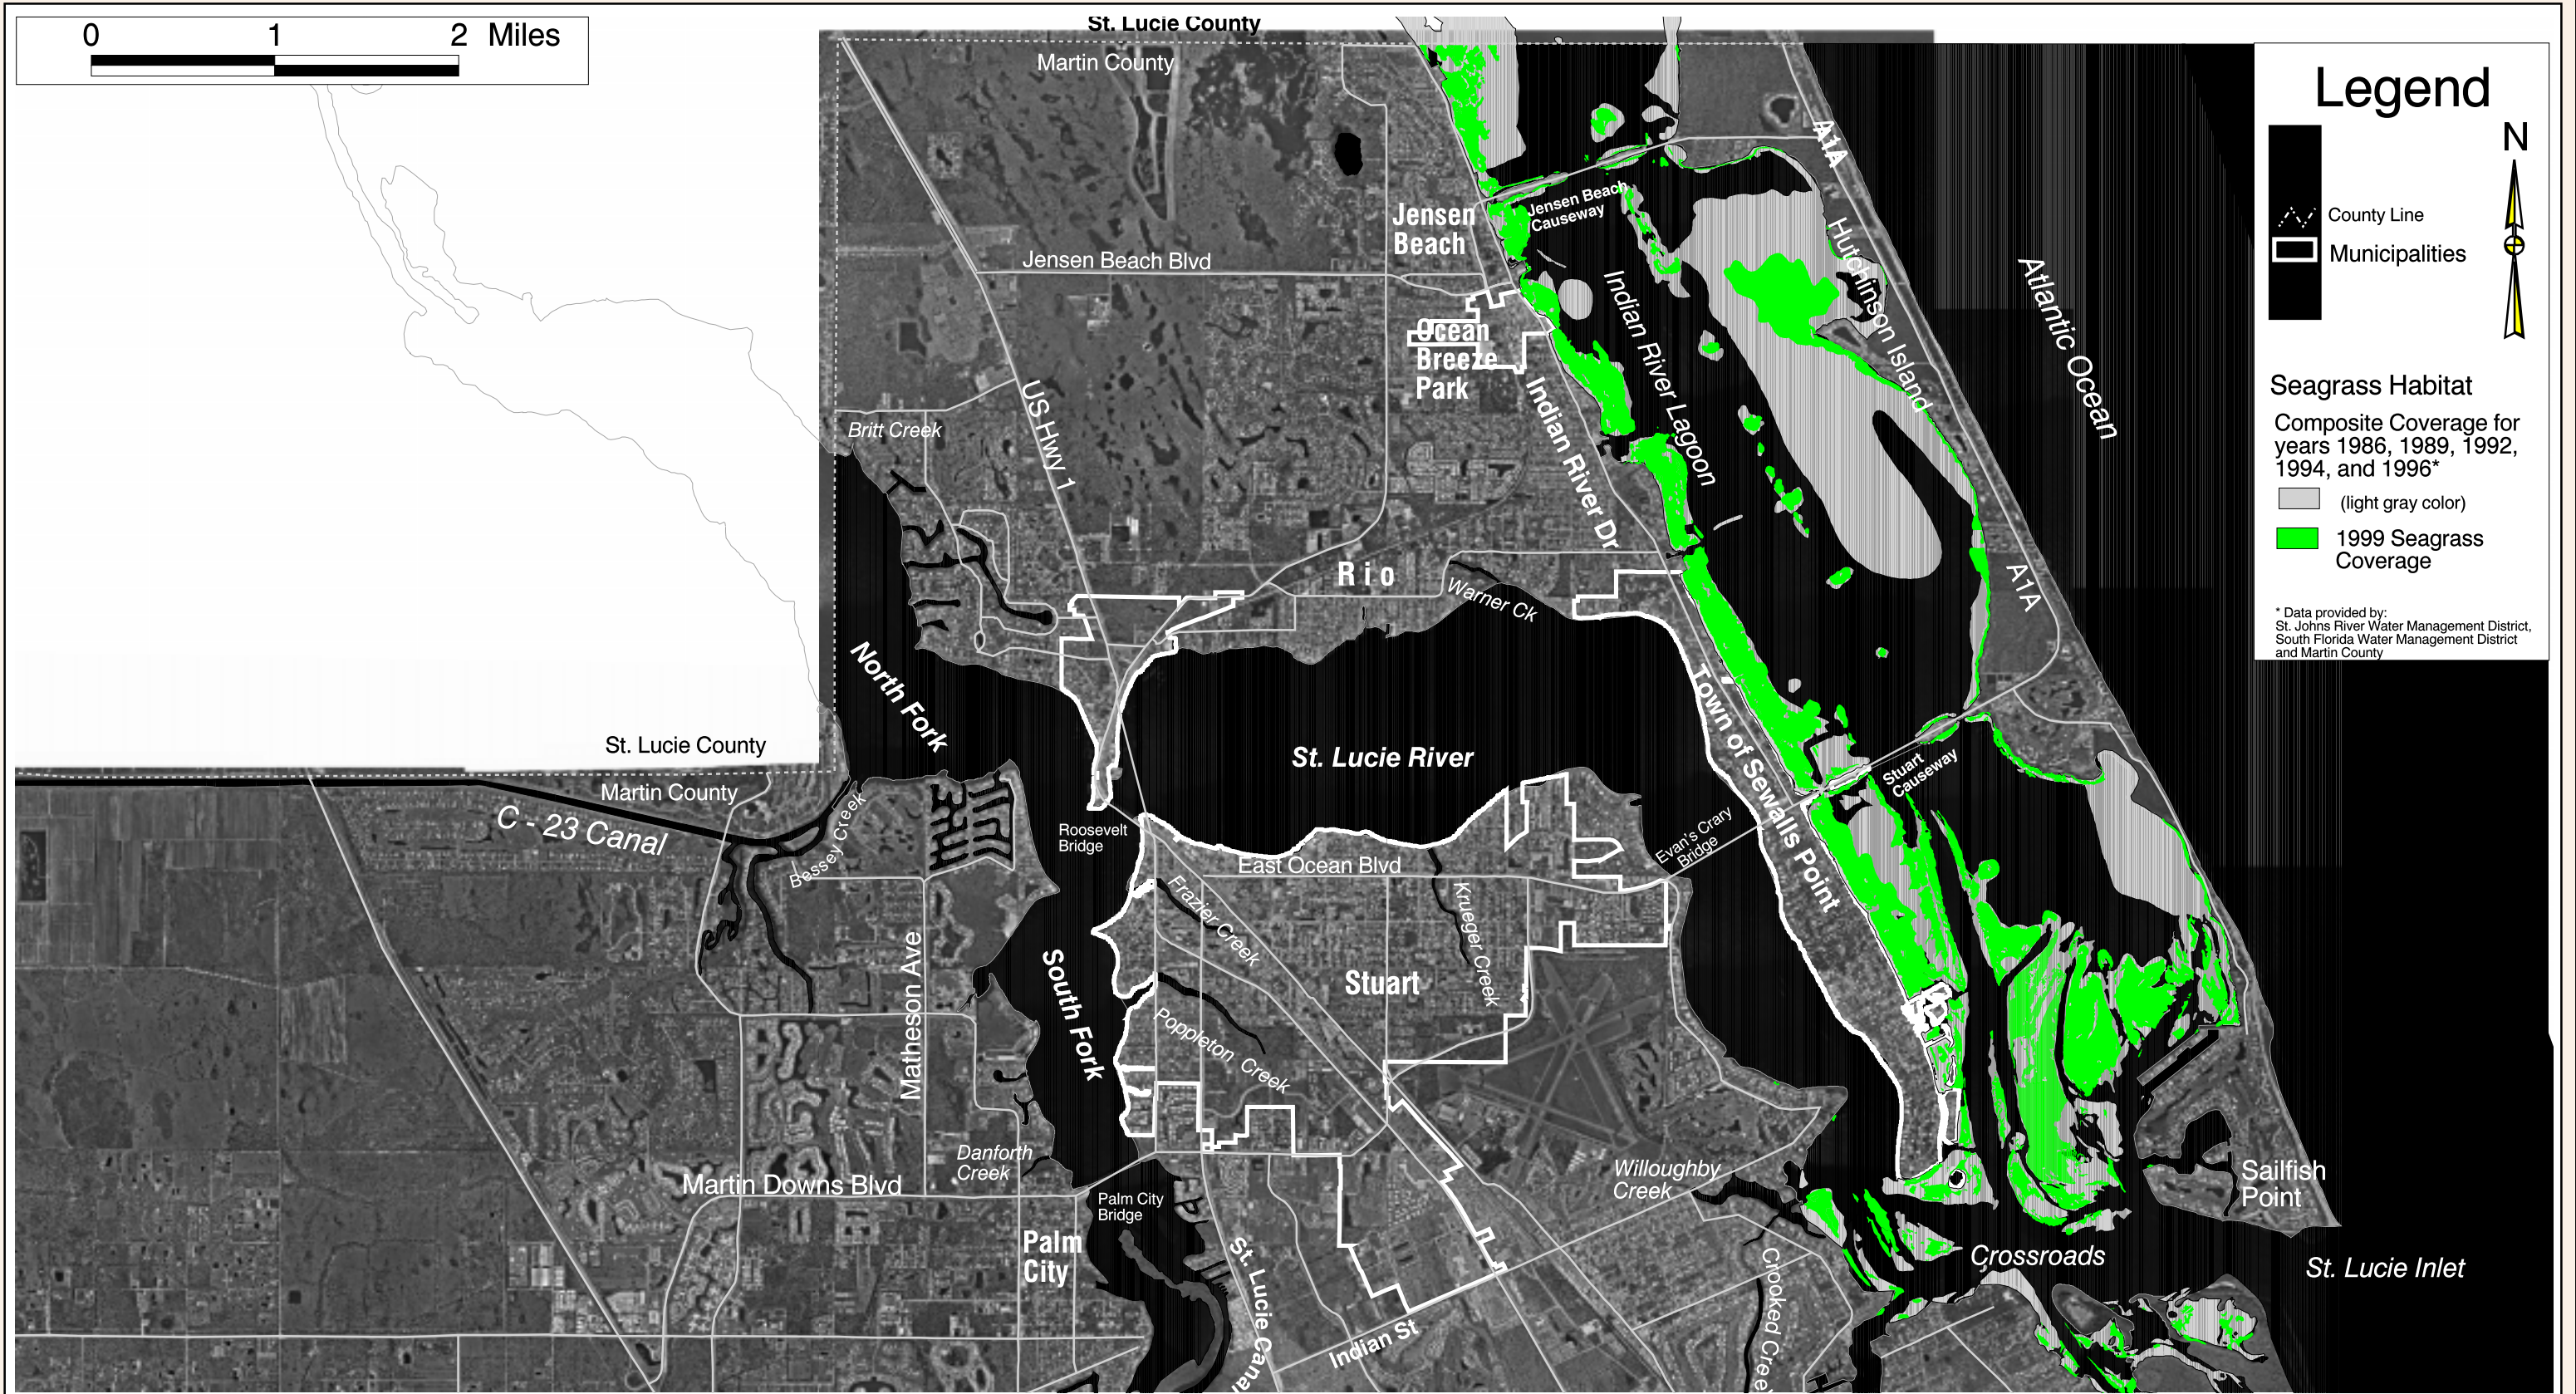 0 1 2 Miles
St. Lucie County
Martin County
Legend
N
County Line
Municipalities
Seagrass Habitat
Composite Coverage for
years 1986, 1989, 1992,
1994, and 1996*
(light gray color)
1999 Seagrass
Coverage
* Data provided by:
St. Johns River Water Management District,
South Florida Water Management District
and Martin County
A1A
Jensen Beach
Causeway
Jensen
Beach
Jensen Beach Blvd
Hutchinson Island
Atlantic Ocean
Indian River Lagoon
Ocean
Breeze
Park
US Hwy 1
Indian River Dr
Britt Creek
Rio
Warner Ck
A1A
North Fork
Town of Sewalls Point
St. Lucie County
Martin County
St. Lucie River
Stuart
Causeway
C - 23 Canal
Bessey Creek
Roosevelt
Bridge
East Ocean Blvd
Evan's Crary
Bridge
Frazier Creek
Krueger Creek
Matheson Ave
South Fork
Stuart
Poppleton Creek
Danforth
Creek
Martin Downs Blvd
Palm City
Bridge
Willoughby
Creek
Sailfish
Point
Palm
City
St. Lucie Canal
Crossroads
St. Lucie Inlet
Crooked Creek
Indian St